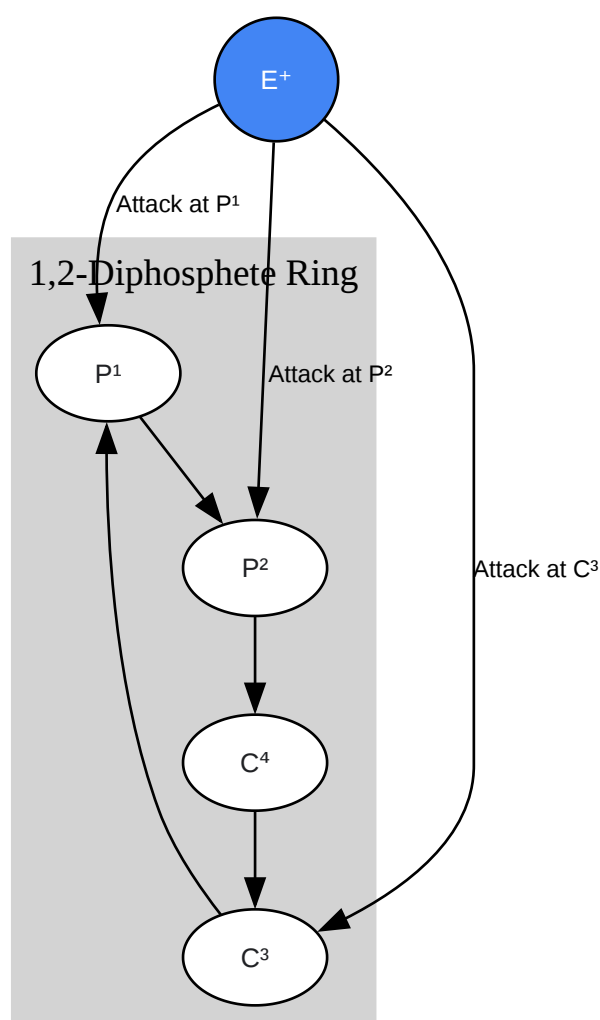 E⁺
Attack at P¹
1,2-Diphosphete Ring
P¹
Attack at P²
P²
Attack at C³
C⁴
C³